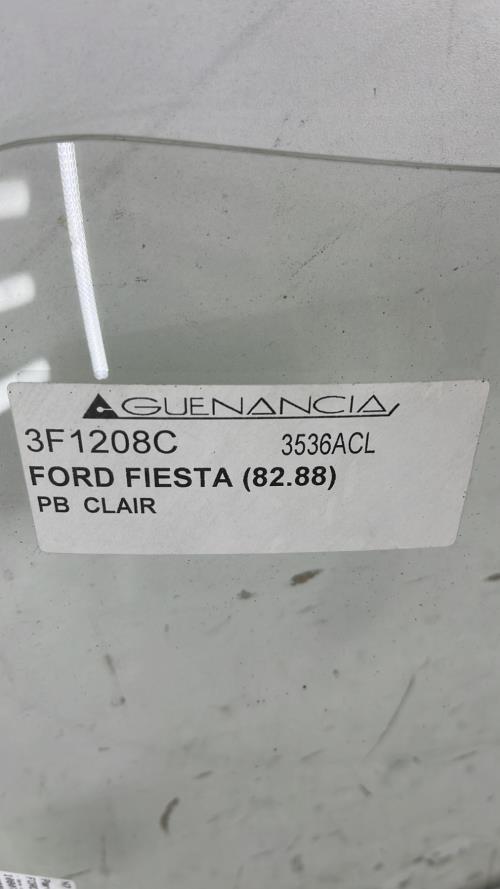 GUENANCIA
3F1208C 3536ACL
FORD FIESTA (82.88)
PB CLAIR